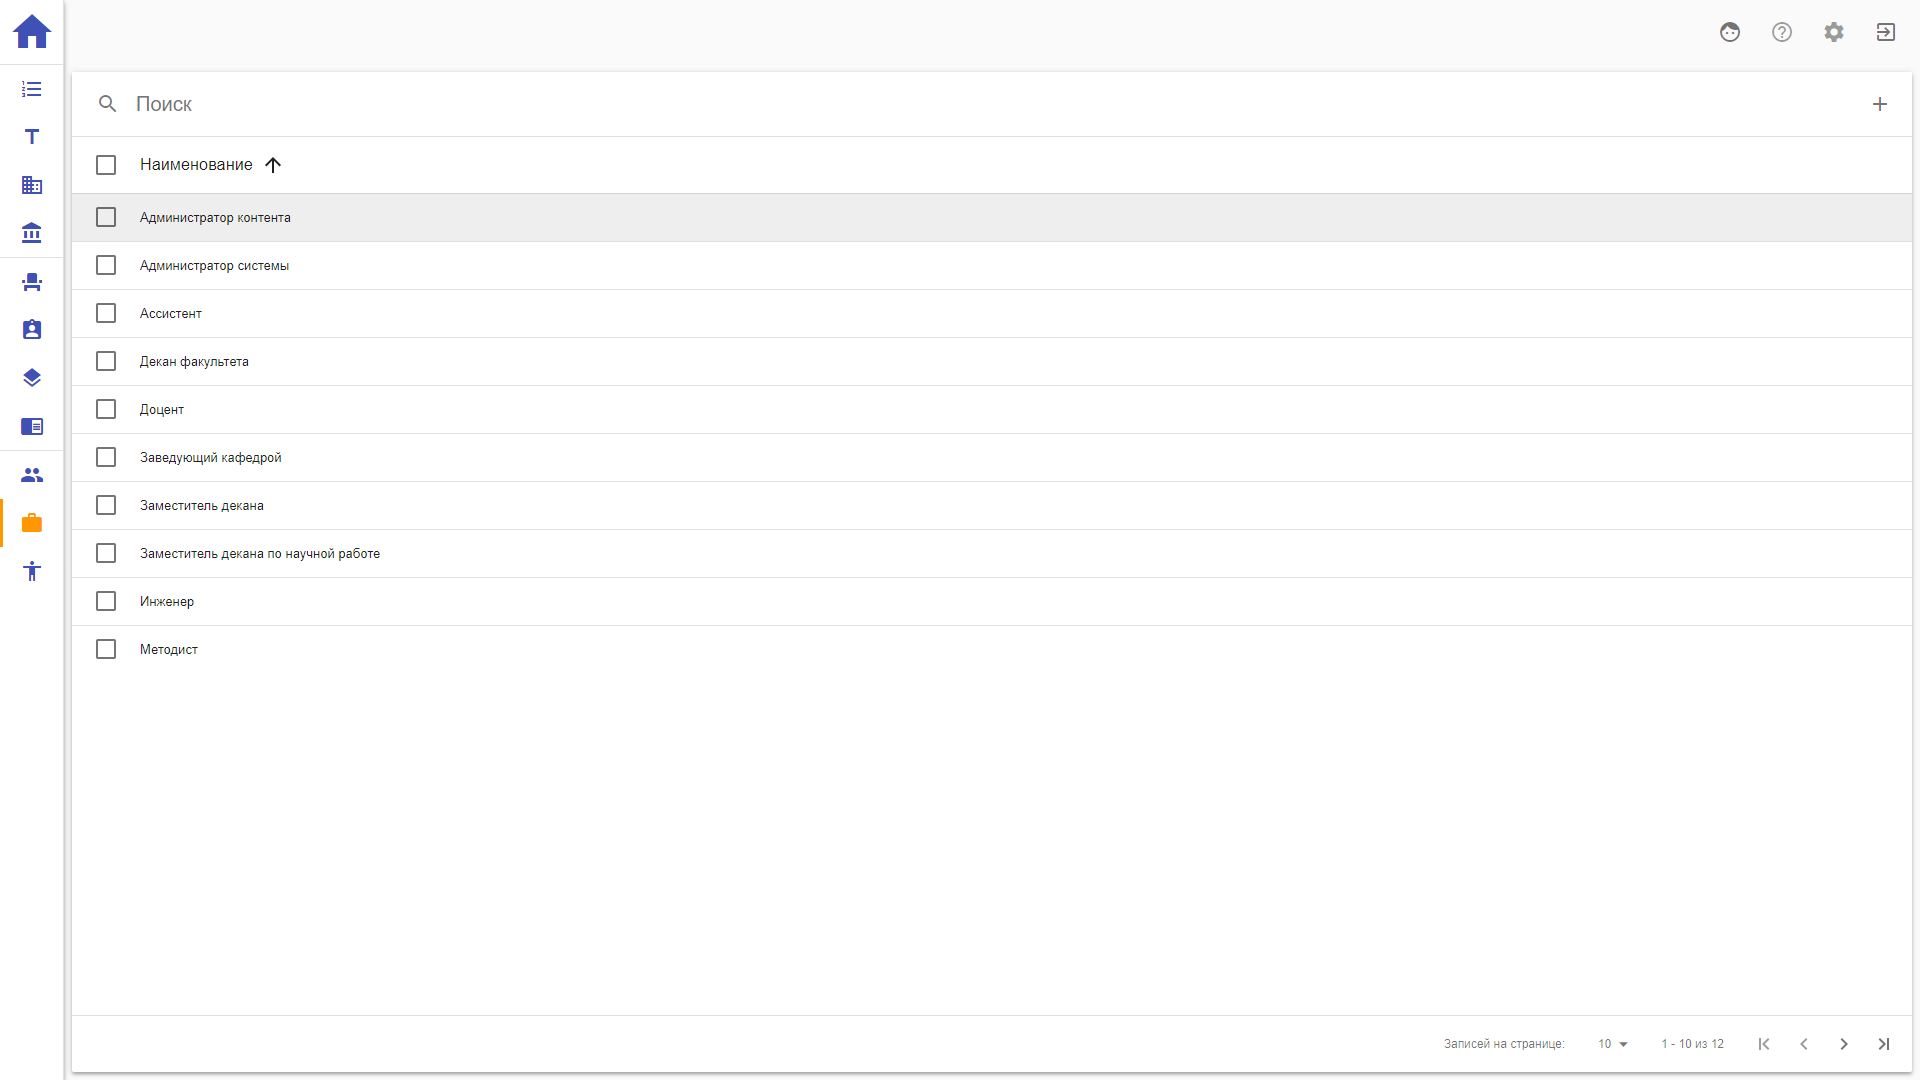 Поиск
Наименование
Администратор контента
Администратор системы
Ассистент
Декан факультета
Доцент
Заведующий кафедрой
Заместитель декана
Заместитель декана по научной работе
Инженер
Методист
Записей на странице: 10 1 - 10 из 12